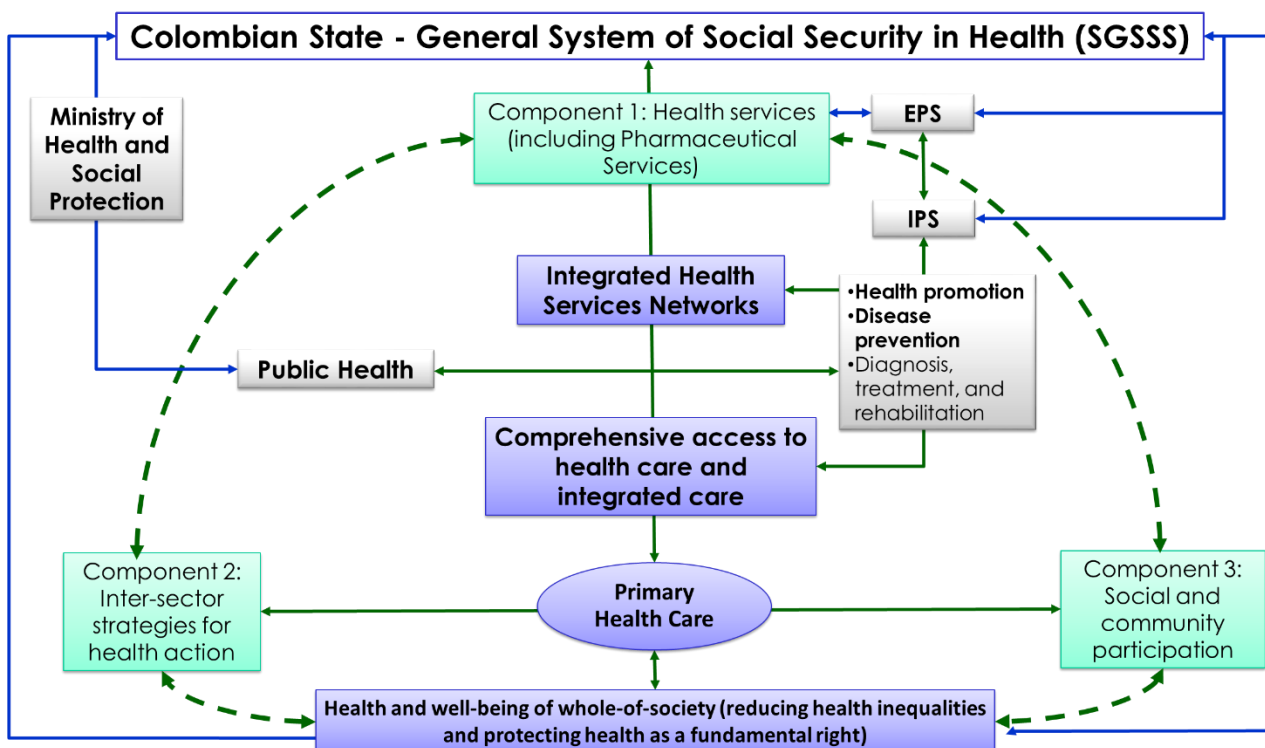 Colombian State - General System of Social Security in Health (SGSSS)
Ministry of
Health and
Social
Protection
Component 1: Health services
(including Pharmaceutical
Services)
EPS
IPS
Integrated Health
Services Networks
•Health promotion
•Disease
prevention
•Diagnosis,
treatment, and
rehabilitation
Public Health
Comprehensive access to
health care and
integrated care
Component 2:
Inter-sector
strategies for
health action
Primary
Health Care
Component 3:
Social and
community
participation
Health and well-being of whole-of-society (reducing health inequalities
and protecting health as a fundamental right)